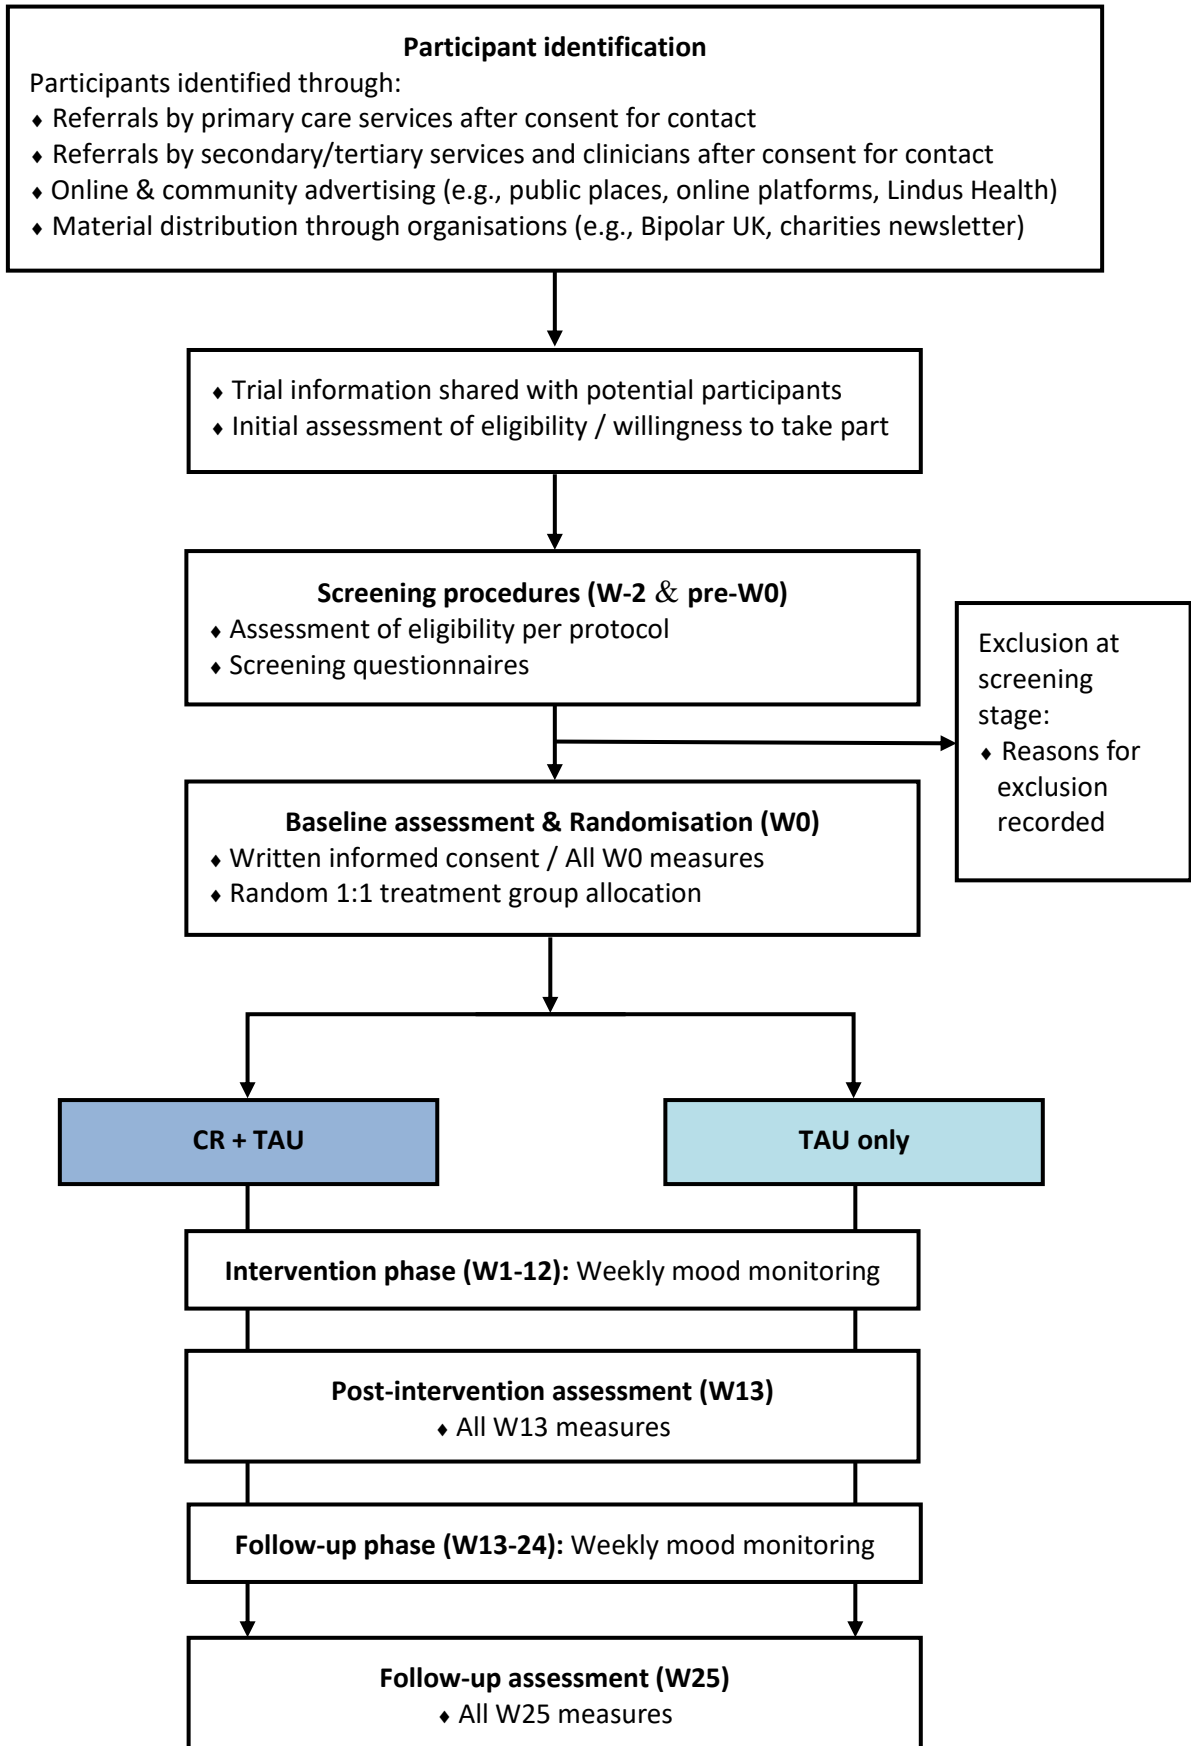 Participant identification
Participants identified through:
♦ Referrals by primary care services after consent for contact
♦ Referrals by secondary/tertiary services and clinicians after consent for contact
♦ Online & community advertising (e.g., public places, online platforms, Lindus Health)
♦ Material distribution through organisations (e.g., Bipolar UK, charities newsletter)
♦ Trial information shared with potential participants
♦ Initial assessment of eligibility / willingness to take part
Screening procedures (W-2 & pre-W0)
♦ Assessment of eligibility per protocol
♦ Screening questionnaires
Exclusion at
screening
stage:
♦ Reasons for
exclusion
recorded
Baseline assessment & Randomisation (W0)
♦ Written informed consent / All W0 measures
♦ Random 1:1 treatment group allocation
CR + TAU
TAU only
Intervention phase (W1-12): Weekly mood monitoring
Post-intervention assessment (W13)
♦ All W13 measures
Follow-up phase (W13-24): Weekly mood monitoring
Follow-up assessment (W25)
♦ All W25 measures